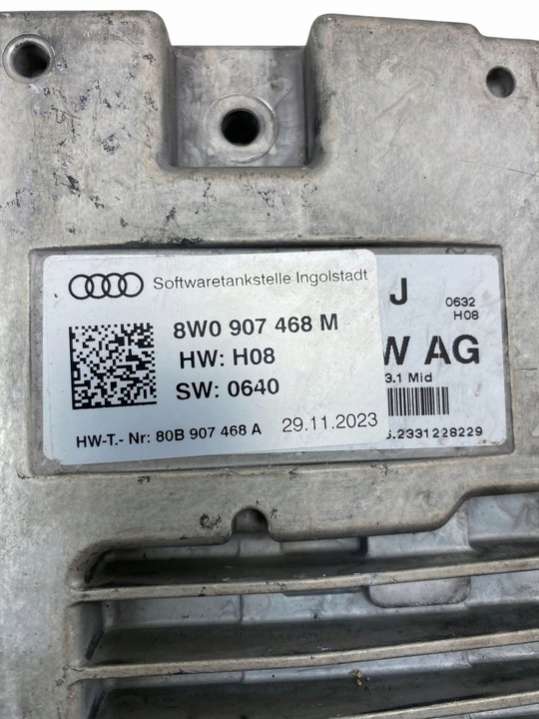 Softwaretankstelle Ingolstadt
8W0 907 468 M
HW: H08
SW: 0640
HW-T.- Nr: 80B 907 468 A
29.11.2023
J
0632
H08
W AG
3.1 Mid
.2331228229